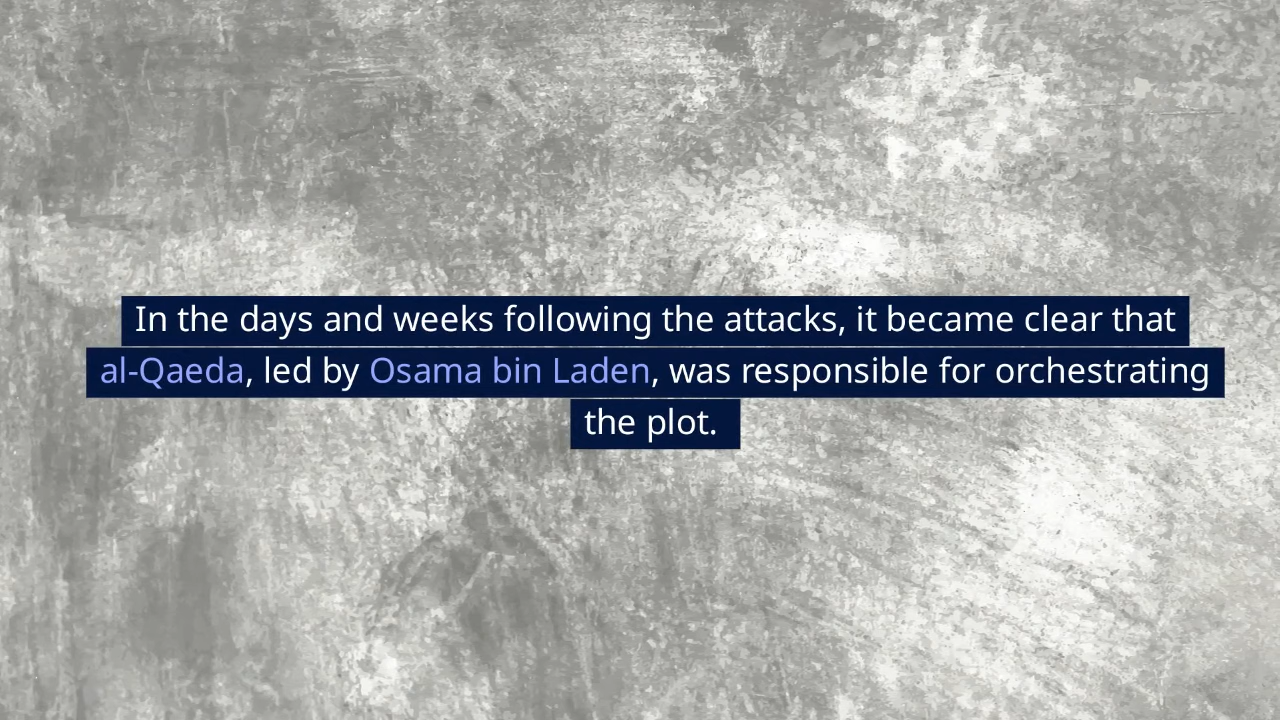 In the days and weeks following the attacks, it became clear that
al-Qaeda, led by Osama bin Laden, was responsible for orchestrating
the plot.